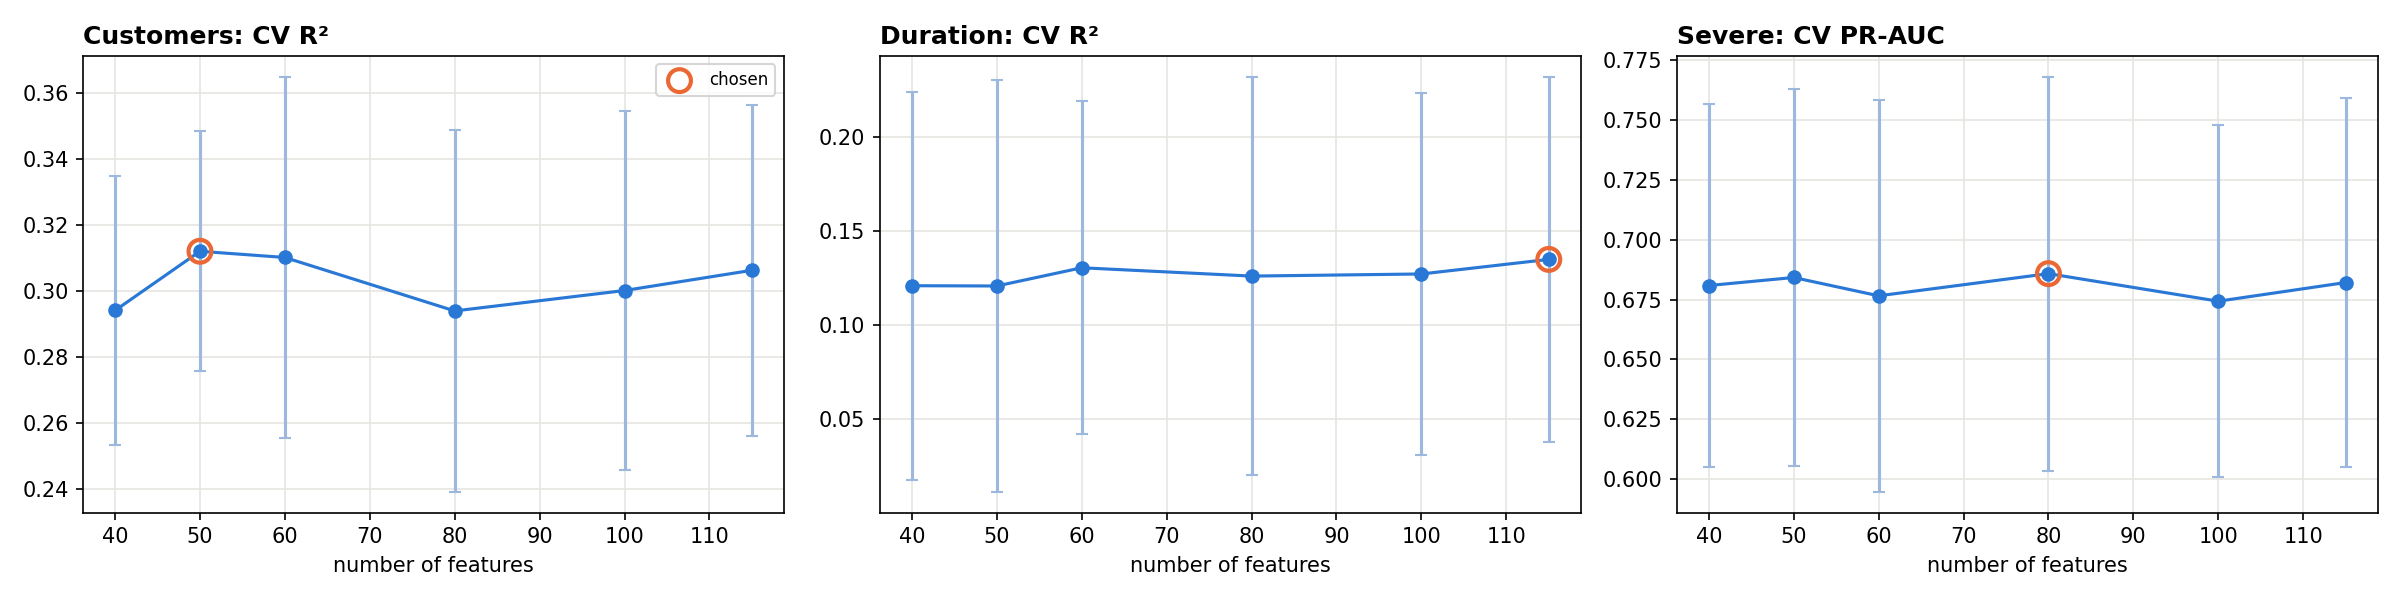 Customers: CV R²
0.36
0.34
0.32
0.30
0.28
0.26
0.24
40 50 60 70 80 90 100 110
number of features
chosen
Duration: CV R²
0.20
0.15
0.10
0.05
40 50 60 70 80 90 100 110
number of features
Severe: CV PR-AUC
0.775
0.750
0.725
0.700
0.675
0.650
0.625
0.600
40 50 60 70 80 90 100 110
number of features